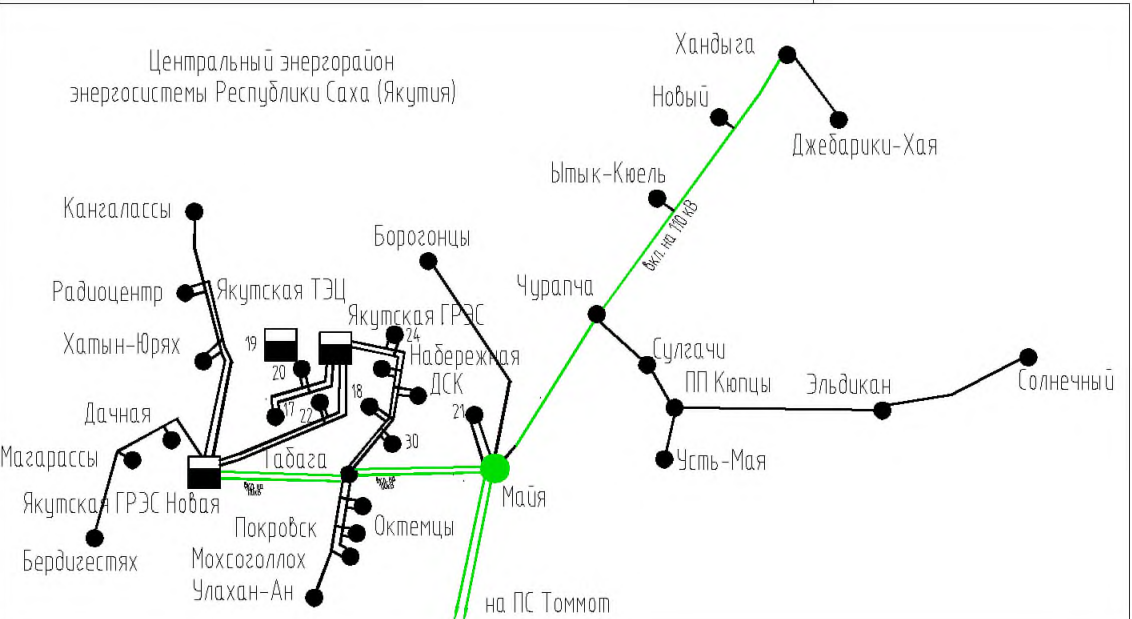 Центральный энергорайон
энергосистемы Республики Саха (Якутия)
Хандыга
Новый
Джебарики-Хая
Ытык-Кюель
вкл. на 110 кВ
Кангалассы
Борогонцы
Чурапча
Радиоцентр
Якутская ТЭЦ
Якутская ГРЭС
Хатын-Юрях
19
24
Набережная
Сулгачи
20
ДСК
ПП Кюпцы
Эльдикан
Солнечный
18
Дачная
17
22
21
30
Магарассы
Табага
Усть-Мая
Якутская ГРЭС Новая
Майя
Покровск
Октемцы
Бердигестях
Мохсоголлох
Улахан-Ан
на ПС Томмот